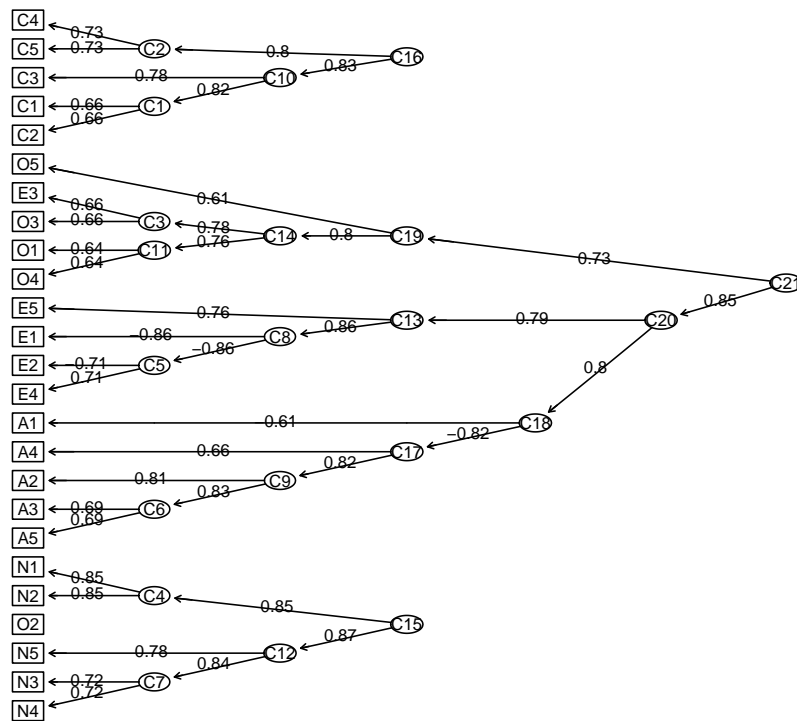 C4
0.73
C5
0.73
C2
0.8
C16
0.83
C3
0.78
C10
0.82
C1
0.66
C1
0.66
C2
O5
0.61
E3
0.66
O3
0.66
C3
0.78
C14
0.8
C19
0.76
O1
0.64
C11
0.64
O4
0.73
C21
0.85
E5
0.76
C13
0.79
C20
0.86
E1
−0.86
C8
−0.86
E2
−0.71
C5
0.71
E4
0.8
A1
−0.61
C18
−0.82
A4
0.66
C17
0.82
A2
0.81
C9
0.83
A3
0.69
C6
0.69
A5
N1
0.85
N2
0.85
C4
0.85
O2
C15
0.87
N5
0.78
C12
0.84
N3
0.72
C7
0.72
N4